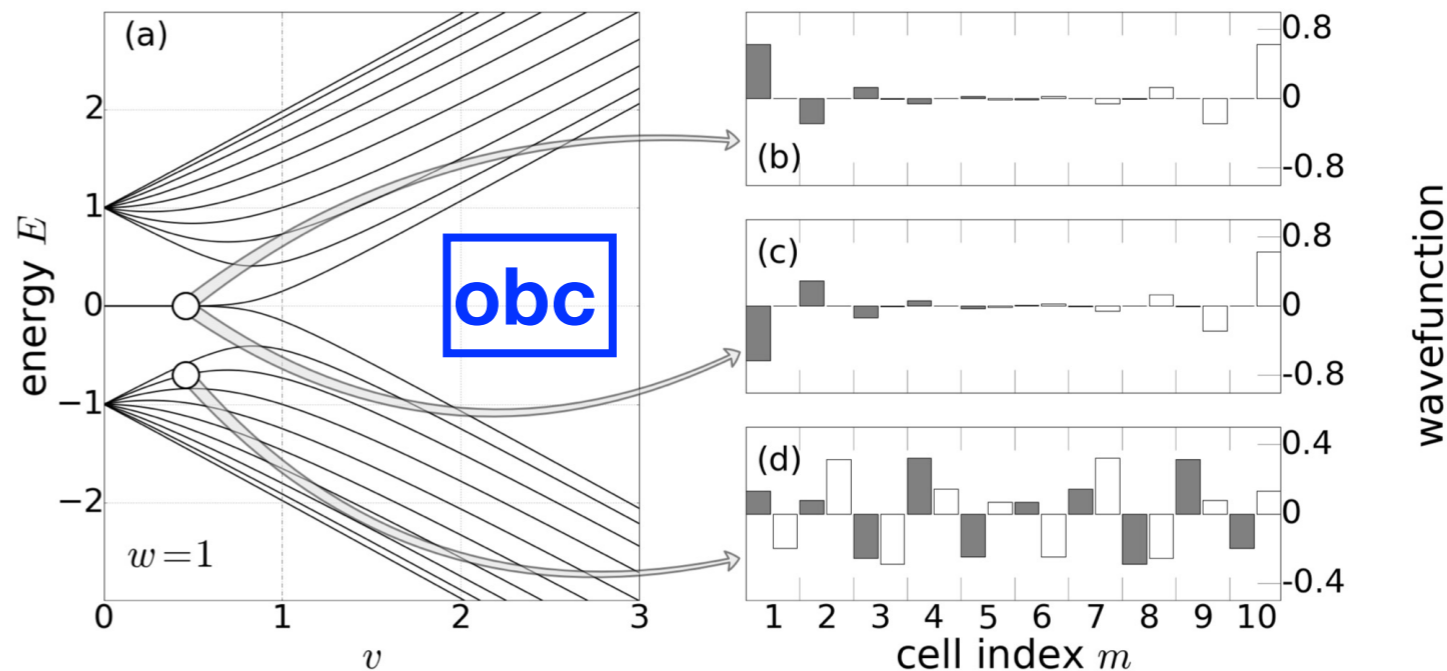 (a)
energy E
2
1
0
−1
−2
w=1
0 1 2 3
v
obc
(b)
0.8
0
-0.8
(c)
0.8
0
-0.8
(d)
0.4
0
-0.4
1 2 3 4 5 6 7 8 9 10
cell index m
wavefunction